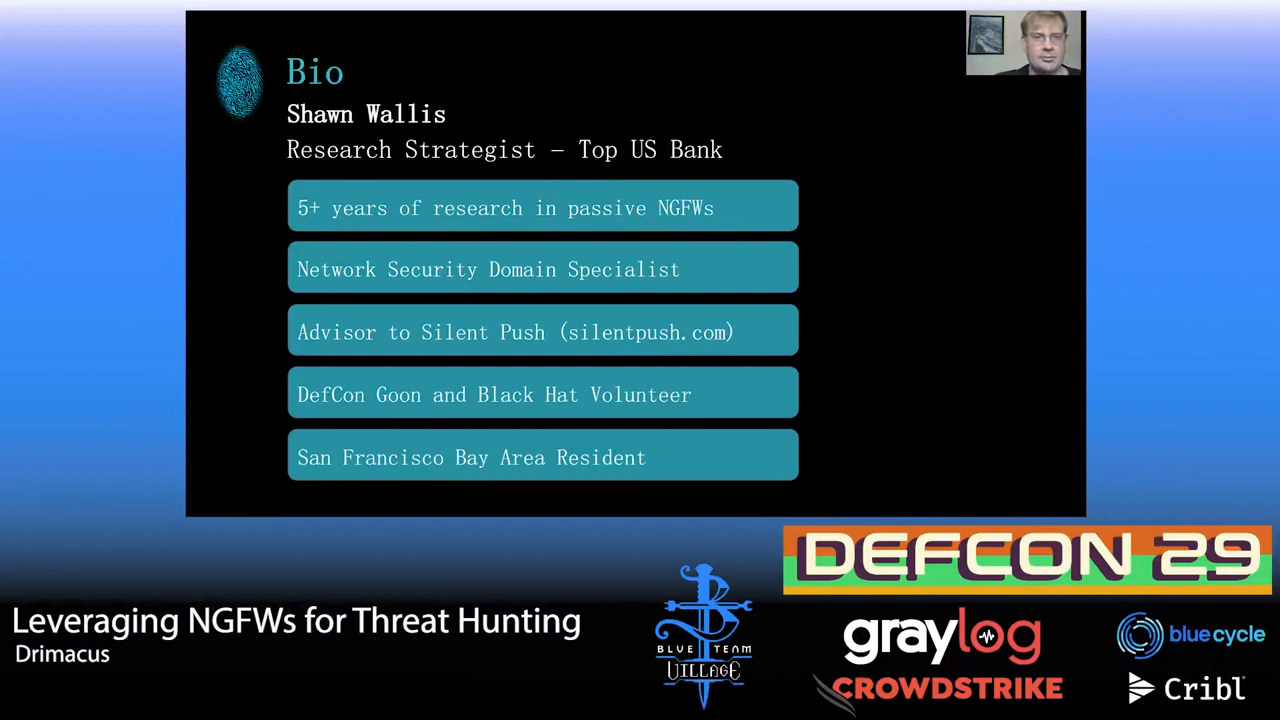 Bio
Shawn Wallis
Research Strategist – Top US Bank
5+ years of research in passive NGFWs
Network Security Domain Specialist
Advisor to Silent Push (silentpush.com)
DefCon Goon and Black Hat Volunteer
San Francisco Bay Area Resident
DEFCON 29
Leveraging NGFWs for Threat Hunting
Drimacus
BLUE TEAM
VILLAGE
graylog
blue cycle
CROWDSTRIKE
Cribl